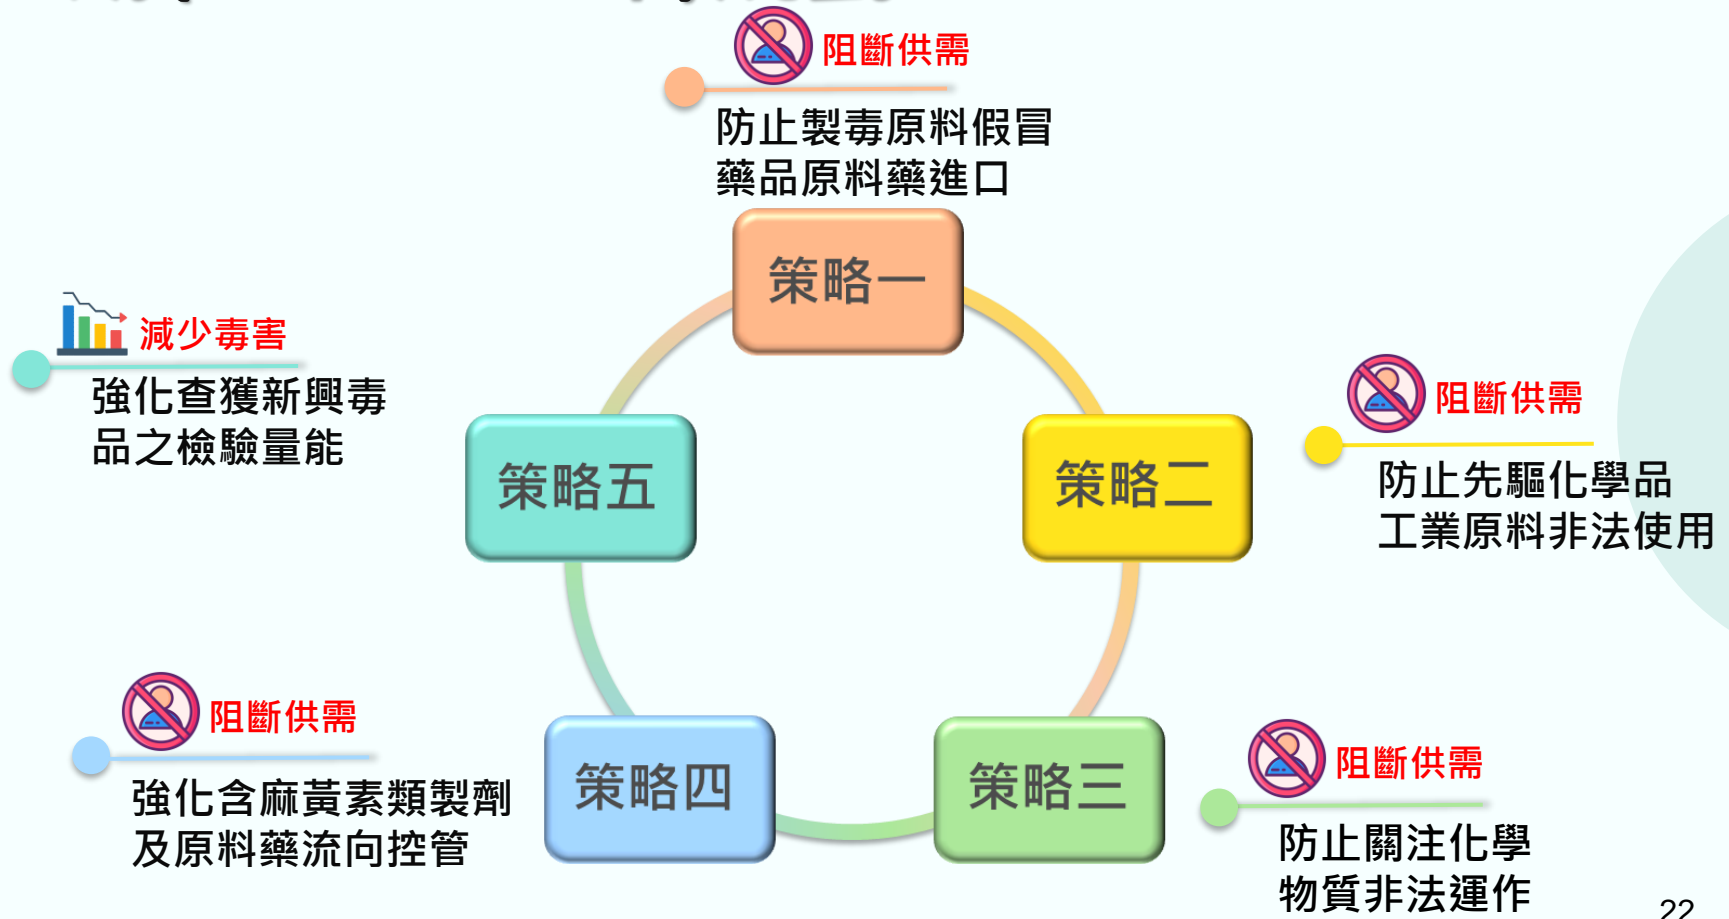 阻斷供需
防止製毒原料假冒
藥品原料藥進口
策略一
減少毒害
強化查獲新興毒
品之檢驗量能
策略五
阻斷供需
防止先驅化學品
工業原料非法使用
策略二
阻斷供需
強化含麻黃素類製劑
及原料藥流向控管
策略四
阻斷供需
防止關注化學
物質非法運作
策略三
22